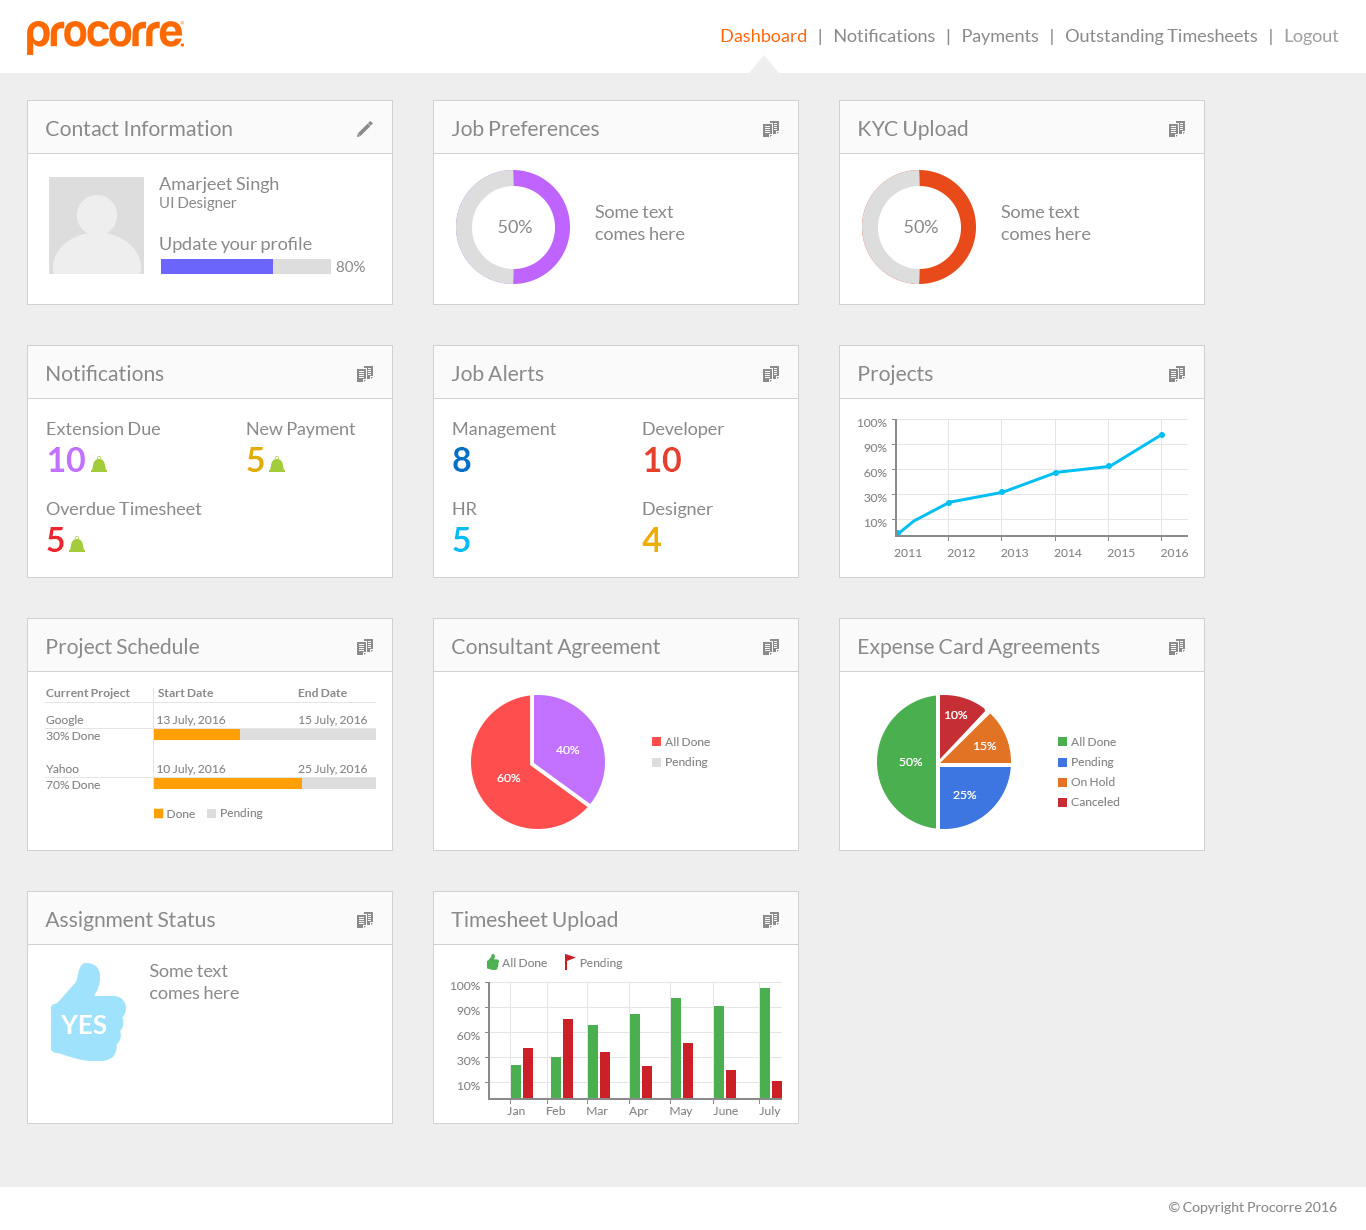 procorre
Dashboard | Notifications | Payments | Outstanding Timesheets | Logout
Contact Information
Amarjeet Singh
UI Designer
Update your profile
80%
Job Preferences
50%
Some text
comes here
KYC Upload
50%
Some text
comes here
Notifications
Extension Due
10
New Payment
5
Overdue Timesheet
5
Job Alerts
Management
8
Developer
10
HR
5
Designer
4
Projects
100%
90%
60%
30%
10%
2011 2012 2013 2014 2015 2016
Project Schedule
Current Project Start Date End Date
Google 13 July, 2016 15 July, 2016
30% Done
Yahoo 10 July, 2016 25 July, 2016
70% Done
Done Pending
Consultant Agreement
40%
60%
All Done
Pending
Expense Card Agreements
10%
15%
50%
25%
All Done
Pending
On Hold
Canceled
Assignment Status
YES
Some text
comes here
Timesheet Upload
All Done Pending
100%
90%
60%
30%
10%
Jan Feb Mar Apr May June July
© Copyright Procorre 2016